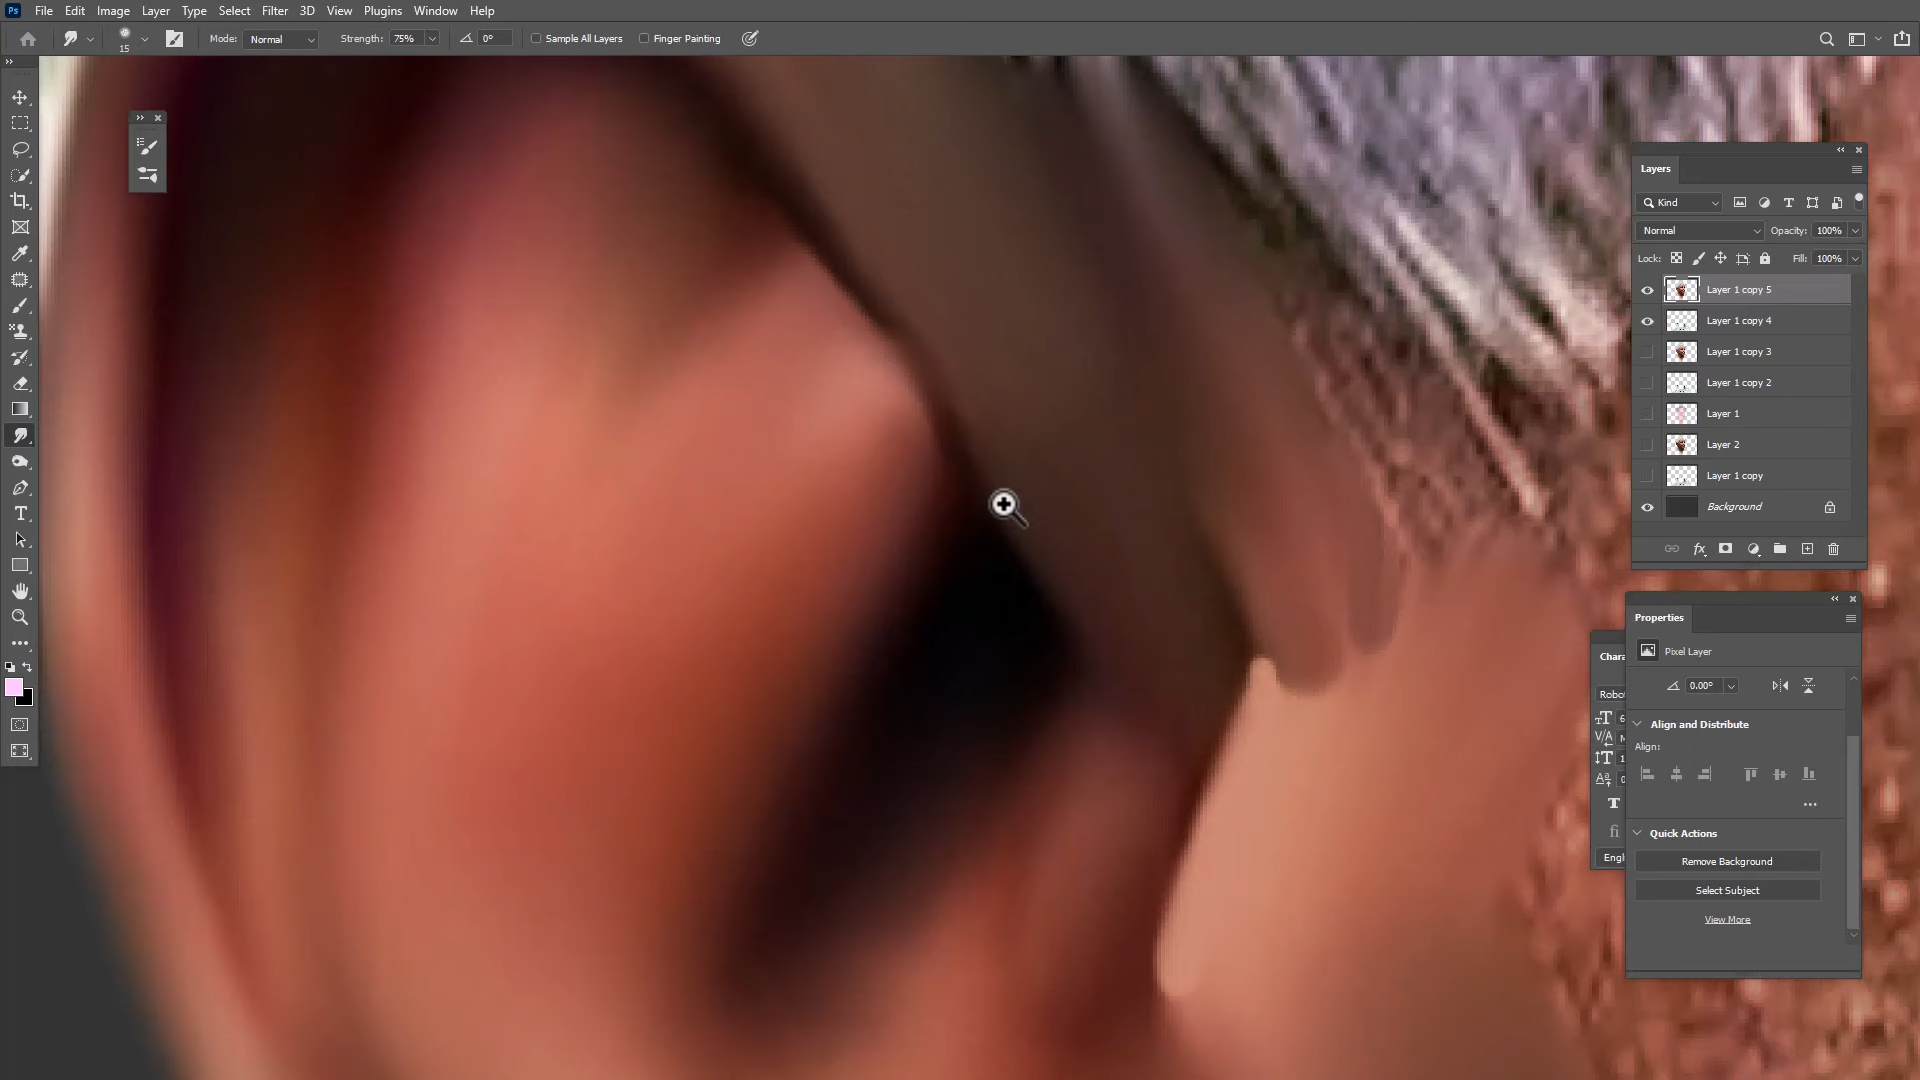 Ps File Edit Image Layer Type Select Filter 3D View Plugins Window Help
15 Mode: Normal Strength: 75% 0° Sample All Layers Finger Painting
Layers
Kind
Normal Opacity: 100%
Lock: Fill: 100%
Layer 1 copy 5
Layer 1 copy 4
Layer 1 copy 3
Layer 1 copy 2
Layer 1
Layer 2
Layer 1 copy
Background
fx
Properties
Pixel Layer
0.00°
Align and Distribute
Align:
Quick Actions
Remove Background
Select Subject
View More
Chara
Robot
Engli